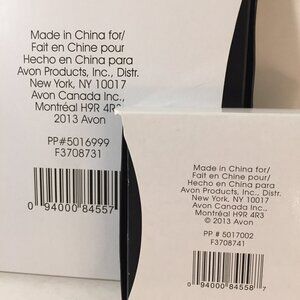 Made in China for/
Fait en Chine pour
Hecho en China para
Avon Products, Inc., Distr.
New York, NY 10017
Avon Canada Inc.,
Montréal H9R 4R3
2013 Avon
PP#5016999
F3708731
0 94000 84557
Made in China for/
Fait en Chine pour/
Hecho en China para
Avon Products, Inc., Distr.
New York, NY 10017
Avon Canada Inc.,
Montréal H9R 4R3
© 2013 Avon
PP # 5017002
F3708741
0 94000 84558 7